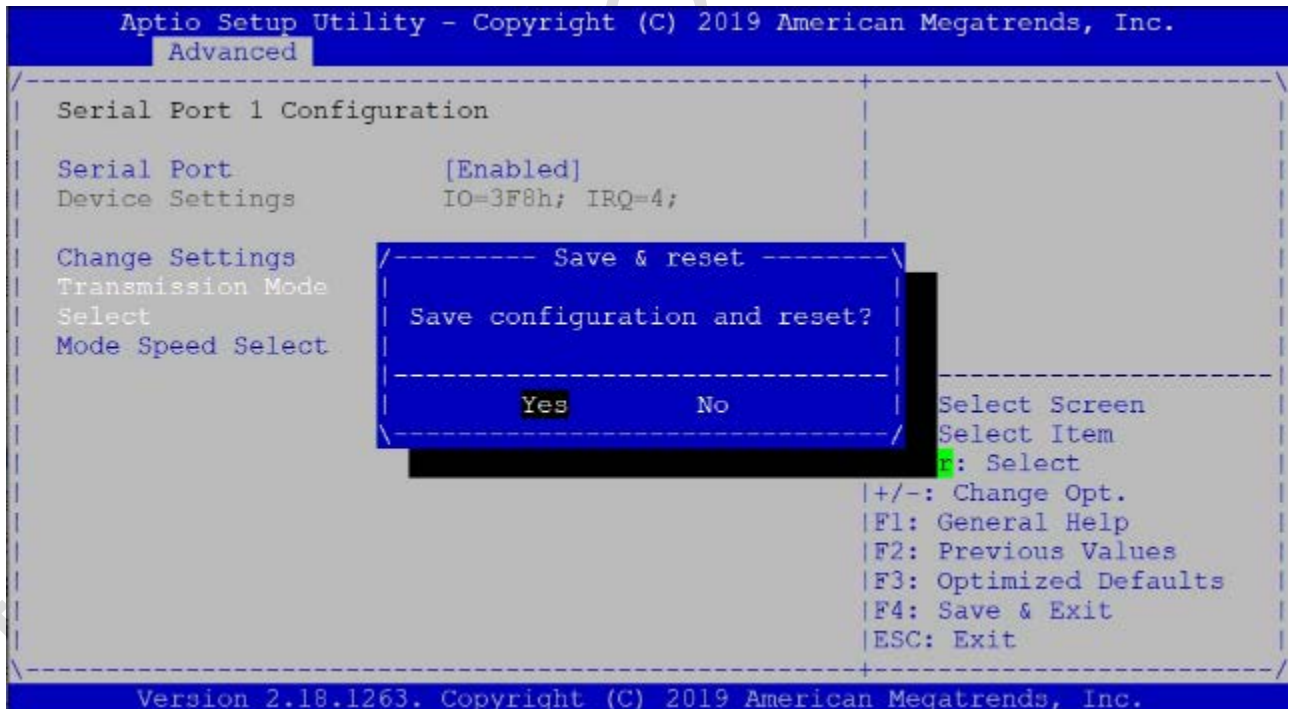 Aptio Setup Utility – Copyright (C) 2019 American Megatrends, Inc.
Advanced
Serial Port 1 Configuration
Serial Port [Enabled]
Device Settings IO=3F8h; IRQ=4;
Change Settings
Transmission Mode
Select
Mode Speed Select
Save & reset
Save configuration and reset?
Yes No
Select Screen
Select Item
r: Select
+/-: Change Opt.
F1: General Help
F2: Previous Values
F3: Optimized Defaults
F4: Save & Exit
ESC: Exit
Version 2.18.1263. Copyright (C) 2019 American Megatrends, Inc.